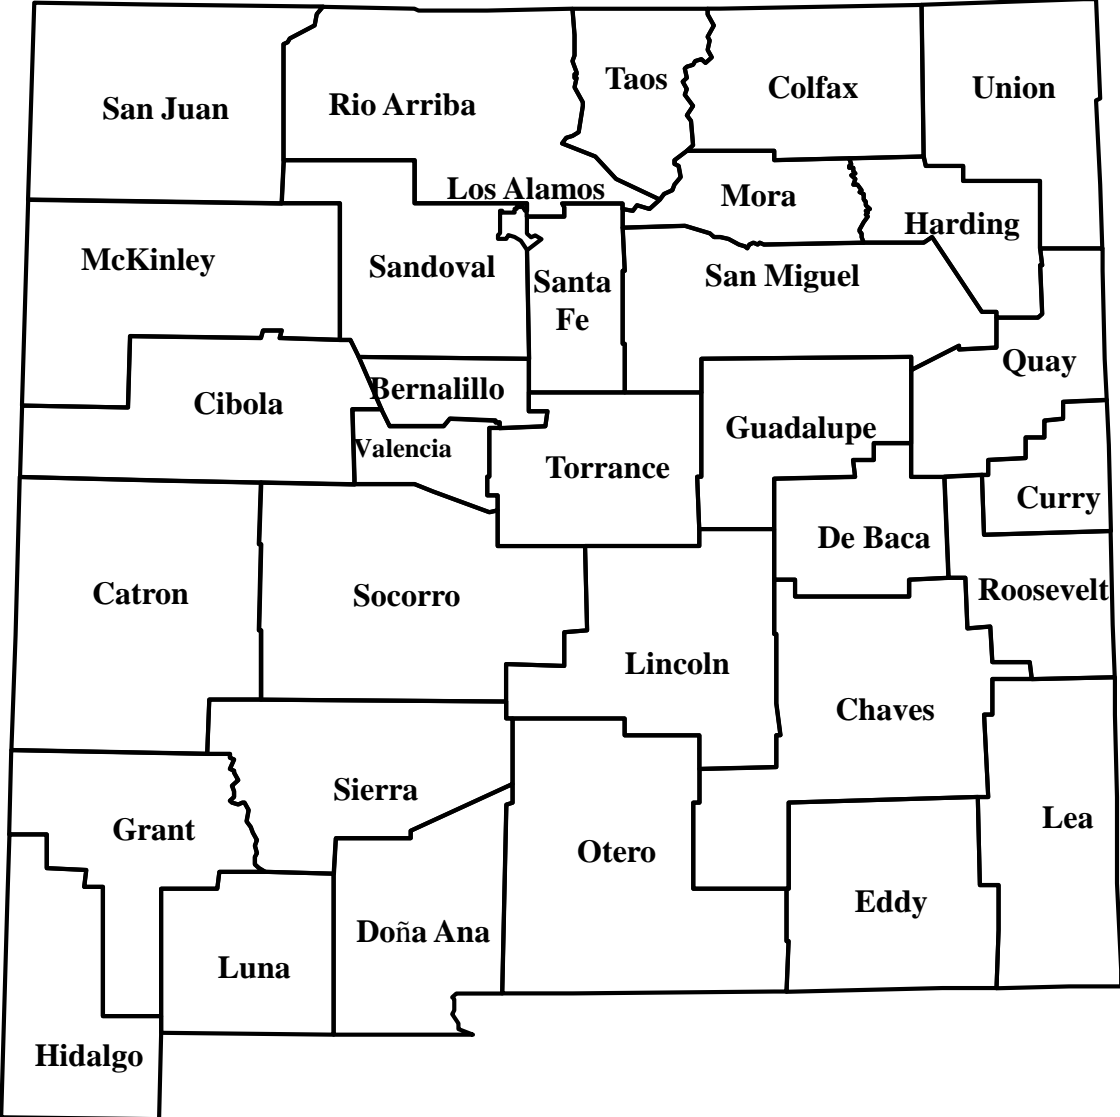 Taos
Colfax
Union
San Juan
Rio Arriba
Los Alamos
Mora
Harding
McKinley
Sandoval
Santa
Fe
San Miguel
Quay
Bernalillo
Cibola
Guadalupe
Valencia
Torrance
Curry
De Baca
Roosevelt
Catron
Socorro
Lincoln
Chaves
Sierra
Lea
Grant
Otero
Eddy
Doña Ana
Luna
Hidalgo